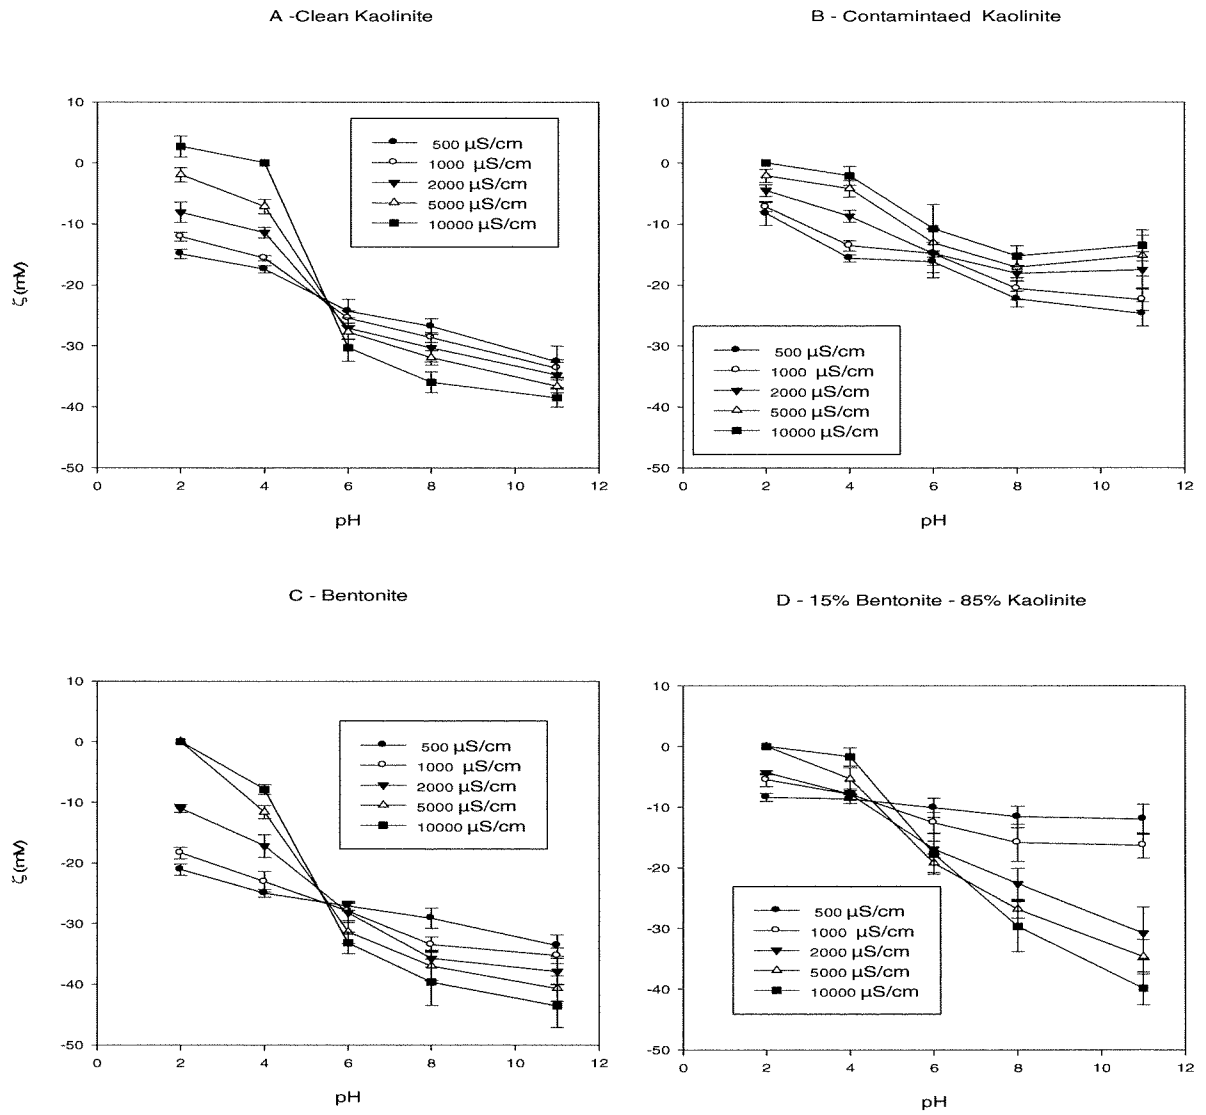 A -Clean Kaolinite
B - Contamintaed Kaolinite
10
0
-10
-20
-30
-40
-50
ζ (mV)
500 µS/cm
1000 µS/cm
2000 µS/cm
5000 µS/cm
10000 µS/cm
0 2 4 6 8 10 12
pH
10
0
-10
-20
-30
-40
-50
500 µS/cm
1000 µS/cm
2000 µS/cm
5000 µS/cm
10000 µS/cm
0 2 4 6 8 10 12
pH
C - Bentonite
D - 15% Bentonite - 85% Kaolinite
10
0
-10
-20
-30
-40
-50
ζ (mV)
500 µS/cm
1000 µS/cm
2000 µS/cm
5000 µS/cm
10000 µS/cm
0 2 4 6 8 10 12
pH
10
0
-10
-20
-30
-40
-50
500 µS/cm
1000 µS/cm
2000 µS/cm
5000 µS/cm
10000 µS/cm
0 2 4 6 8 10 12
pH